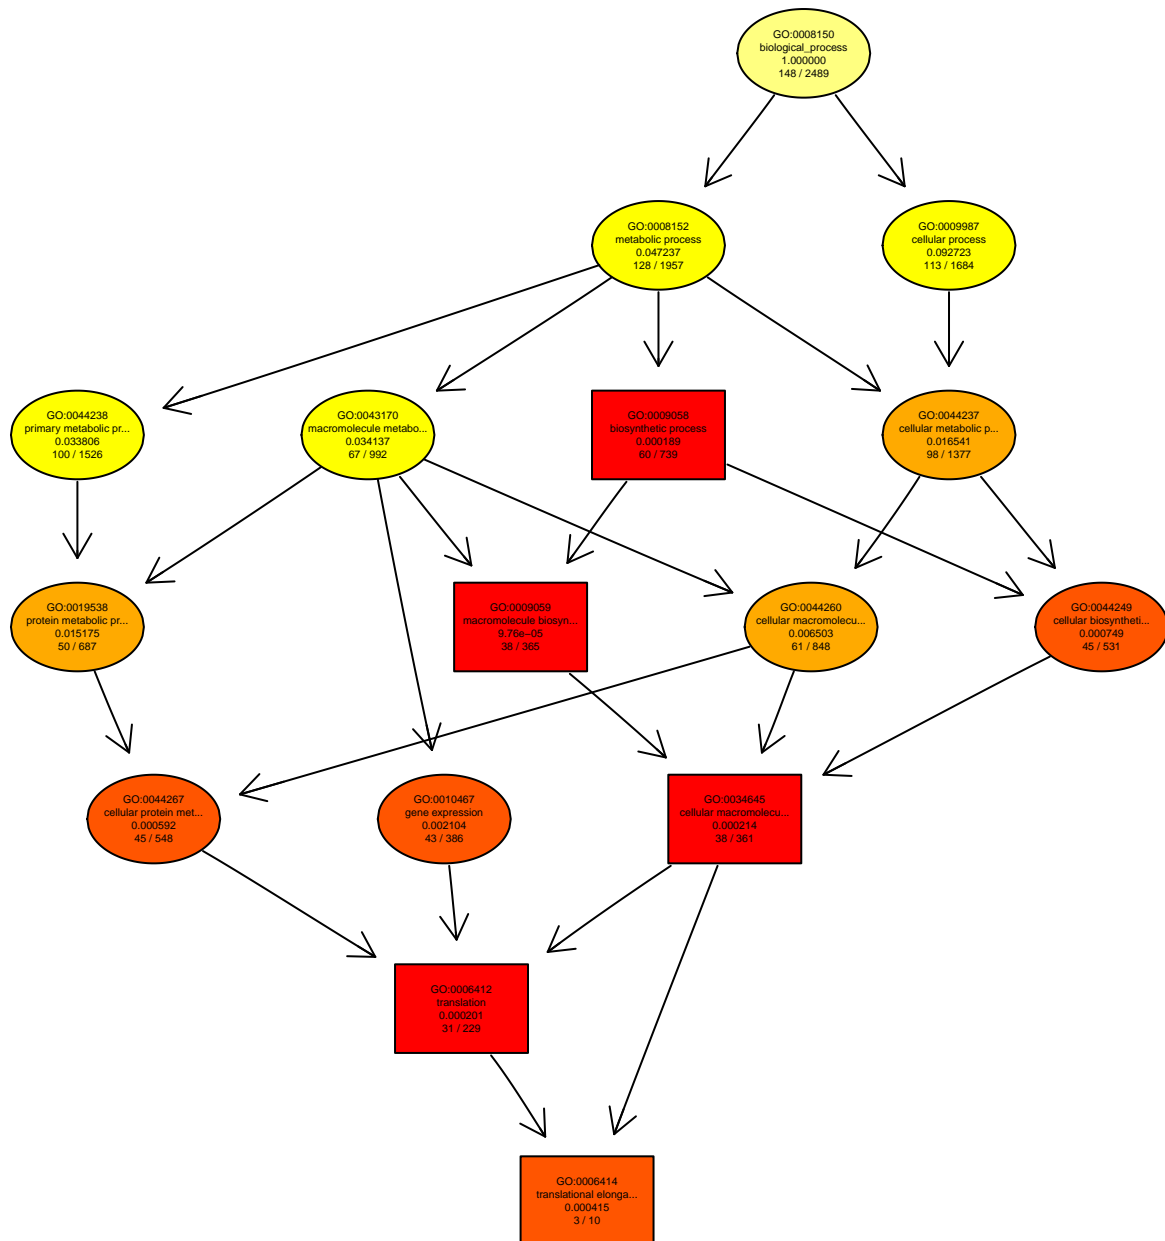 GO:0008150
biological_process
1.000000
148 / 2489
GO:0008152
metabolic process
0.047237
128 / 1957
GO:0009987
cellular process
0.092723
113 / 1684
GO:0044238
primary metabolic pr...
0.033806
100 / 1526
GO:0043170
macromolecule metabo...
0.034137
67 / 992
GO:0009058
biosynthetic process
0.000189
60 / 739
GO:0044237
cellular metabolic p...
0.016541
98 / 1377
GO:0019538
protein metabolic pr...
0.015175
50 / 687
GO:0009059
macromolecule biosyn...
9.76e−05
38 / 365
GO:0044260
cellular macromolecu...
0.006503
61 / 848
GO:0044249
cellular biosyntheti...
0.000749
45 / 531
GO:0044267
cellular protein met...
0.000592
45 / 548
GO:0010467
gene expression
0.002104
43 / 386
GO:0034645
cellular macromolecu...
0.000214
38 / 361
GO:0006412
translation
0.000201
31 / 229
GO:0006414
translational elonga...
0.000415
3 / 10